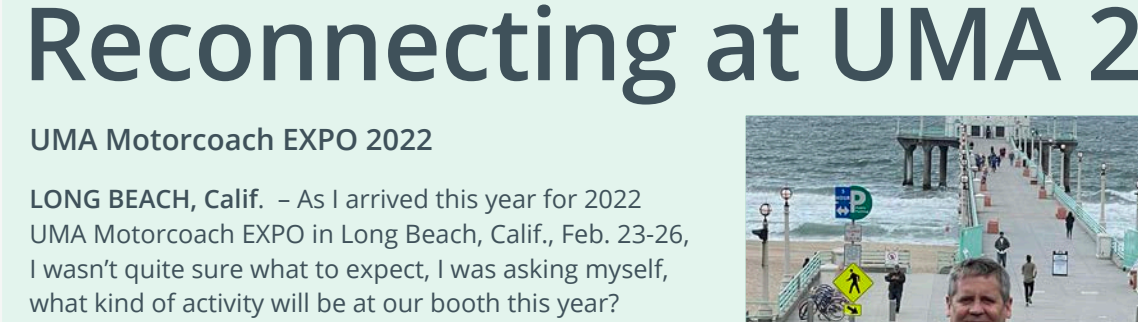 Reconnecting at UMA 2
UMA Motorcoach EXPO 2022
LONG BEACH, Calif. – As I arrived this year for 2022
UMA Motorcoach EXPO in Long Beach, Calif., Feb. 23-26,
I wasn’t quite sure what to expect, I was asking myself,
what kind of activity will be at our booth this year?
HOUR
P